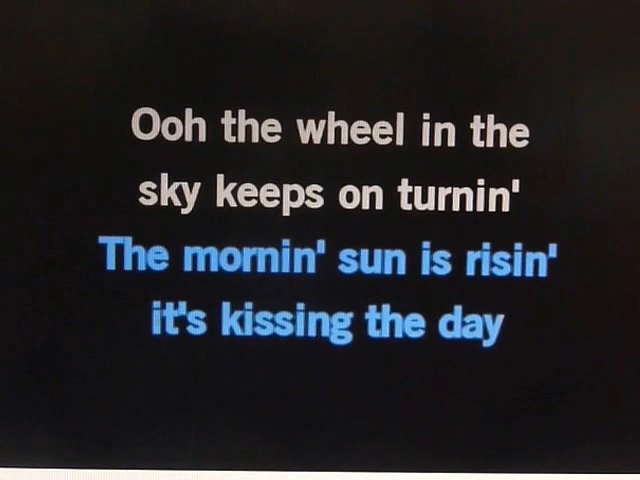 Ooh the wheel in the
sky keeps on turnin'
The mornin' sun is risin'
it's kissing the day